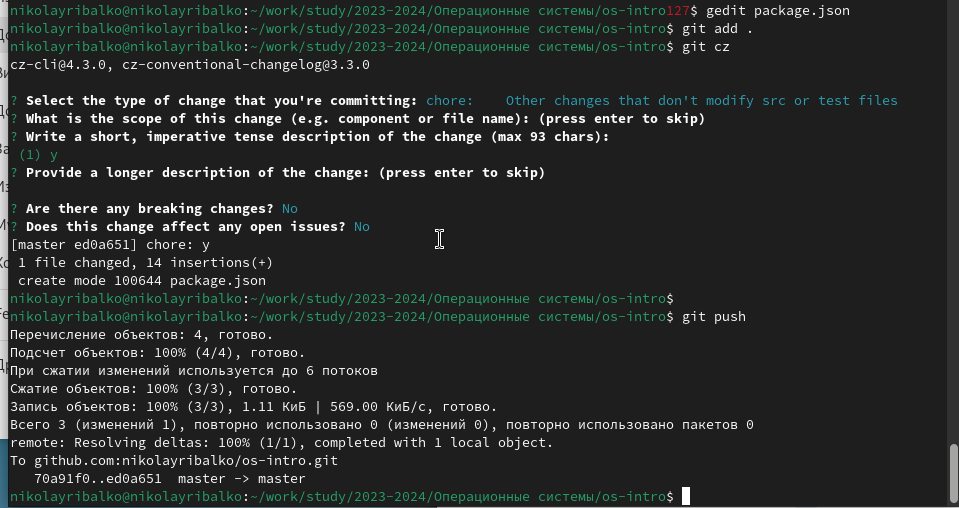 nikolayribalko@nikolayribalko:~/work/study/2023-2024/Операционные системы/os-intro127$ gedit package.json
nikolayribalko@nikolayribalko:~/work/study/2023-2024/Операционные системы/os-intro$ git add .
nikolayribalko@nikolayribalko:~/work/study/2023-2024/Операционные системы/os-intro$ git cz
cz-cli@4.3.0, cz-conventional-changelog@3.3.0
? Select the type of change that you're committing: chore:    Other changes that don't modify src or test files
? What is the scope of this change (e.g. component or file name): (press enter to skip)
? Write a short, imperative tense description of the change (max 93 chars):
 (1) y
? Provide a longer description of the change: (press enter to skip)
? Are there any breaking changes? No
? Does this change affect any open issues? No
[master ed0a651] chore: y
 1 file changed, 14 insertions(+)
 create mode 100644 package.json
nikolayribalko@nikolayribalko:~/work/study/2023-2024/Операционные системы/os-intro$
nikolayribalko@nikolayribalko:~/work/study/2023-2024/Операционные системы/os-intro$ git push
Перечисление объектов: 4, готово.
Подсчет объектов: 100% (4/4), готово.
При сжатии изменений используется до 6 потоков
Сжатие объектов: 100% (3/3), готово.
Запись объектов: 100% (3/3), 1.11 КиБ | 569.00 КиБ/с, готово.
Всего 3 (изменений 1), повторно использовано 0 (изменений 0), повторно использовано пакетов 0
remote: Resolving deltas: 100% (1/1), completed with 1 local object.
To github.com:nikolayribalko/os-intro.git
   70a91f0..ed0a651  master -> master
nikolayribalko@nikolayribalko:~/work/study/2023-2024/Операционные системы/os-intro$